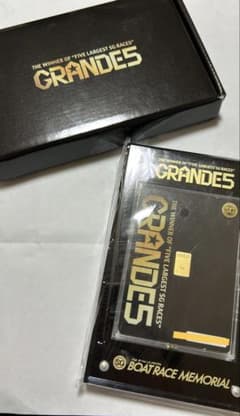 THE WINNER OF "FIVE LARGEST SG RACES"
GRANDE5
THE WINNER OF "FIVE LARGEST SG RACES"
GRANDE5
THE WINNER OF "FIVE LARGEST SG RACES"
GRANDE5
SG
BOAT RACE MEMORIAL